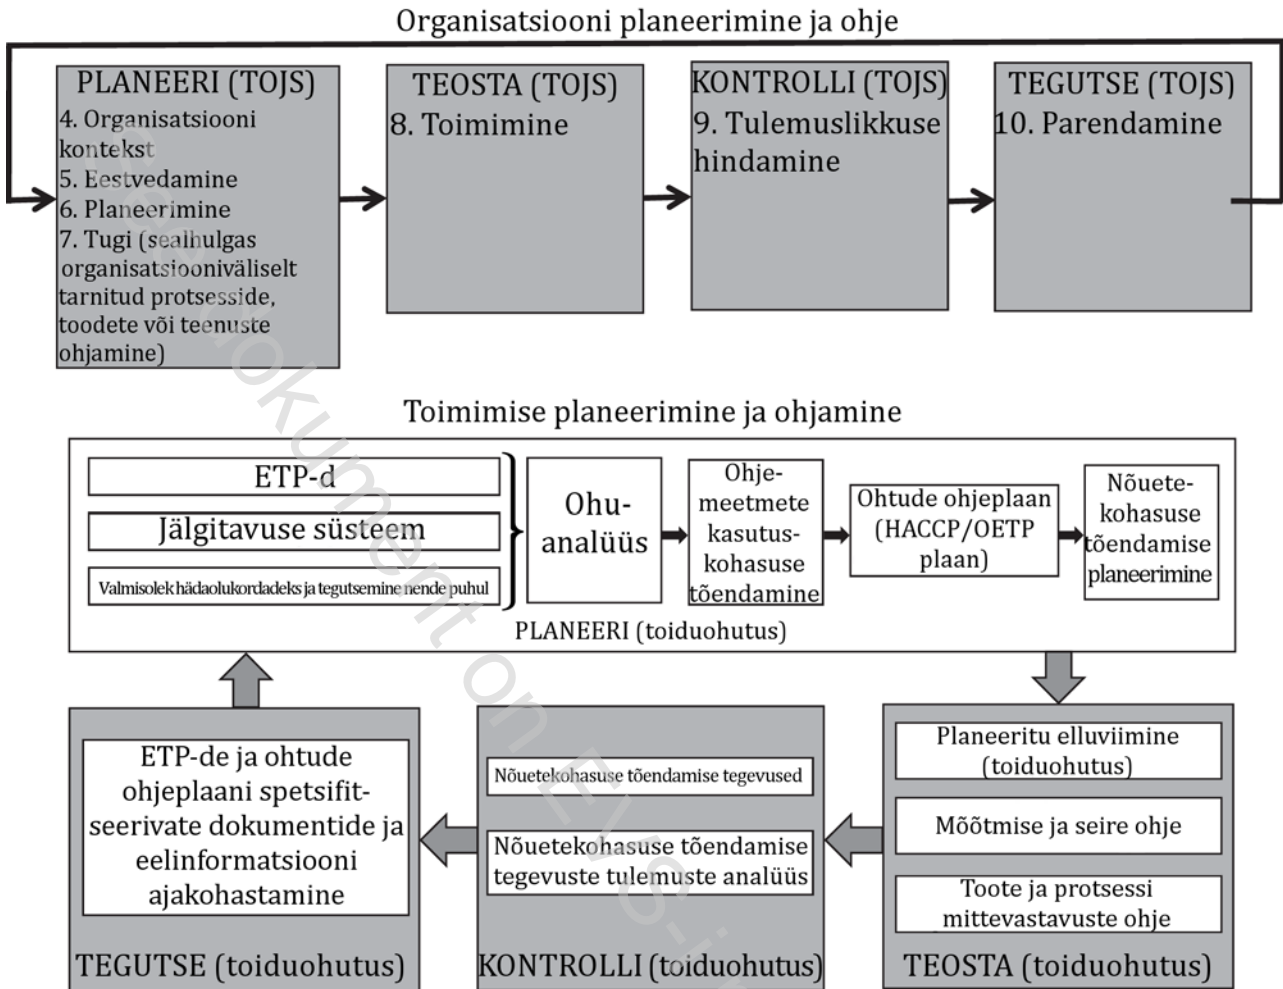 Organisatsiooni planeerimine ja ohje
PLANEERI (TOJS)
4. Organisatsiooni
kontekst
5. Eestvedamine
6. Planeerimine
7. Tugi (sealhulgas
organisatsiooniväliselt
tarnitud protsesside,
toodete või teenuste
ohjamine)
TEOSTA (TOJS)
8. Toimimine
KONTROLLI (TOJS)
9. Tulemuslikkuse
hindamine
TEGUTSE (TOJS)
10. Parendamine
Toimimise planeerimine ja ohjamine
ETP-d
Jälgitavuse süsteem
Valmisolek hädaolukordadeks ja tegutsemine nende puhul
Ohu-
analüüs
Ohje-
meetmete
kasutus-
kohasuse
tõendamine
Ohtude ohjeplaan
(HACCP/OETP
plaan)
Nõuete-
kohasuse
tõendamise
planeerimine
PLANEERI (toiduohutus)
ETP-de ja ohtude
ohjeplaani spetsifit-
seerivate dokumentide ja
eelinformatsiooni
ajakohastamine
TEGUTSE (toiduohutus)
Nõuetekohasuse tõendamise tegevused
Nõuetekohasuse tõendamise
tegevuste tulemuste analüüs
KONTROLLI (toiduohutus)
Planeeritu elluviimine
(toiduohutus)
Mõõtmise ja seire ohje
Toote ja protsessi
mittevastavuste ohje
TEOSTA (toiduohutus)
See dokument on EVS-i